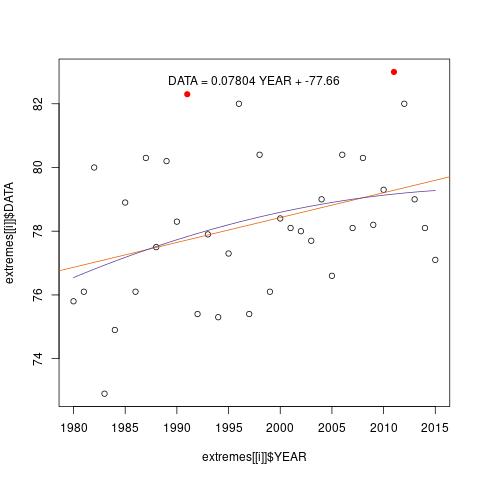 DATA = 0.07804 YEAR + -77.66
82
80
78
76
74
extremes[[i]]$DATA
1980 1985 1990 1995 2000 2005 2010 2015
extremes[[i]]$YEAR